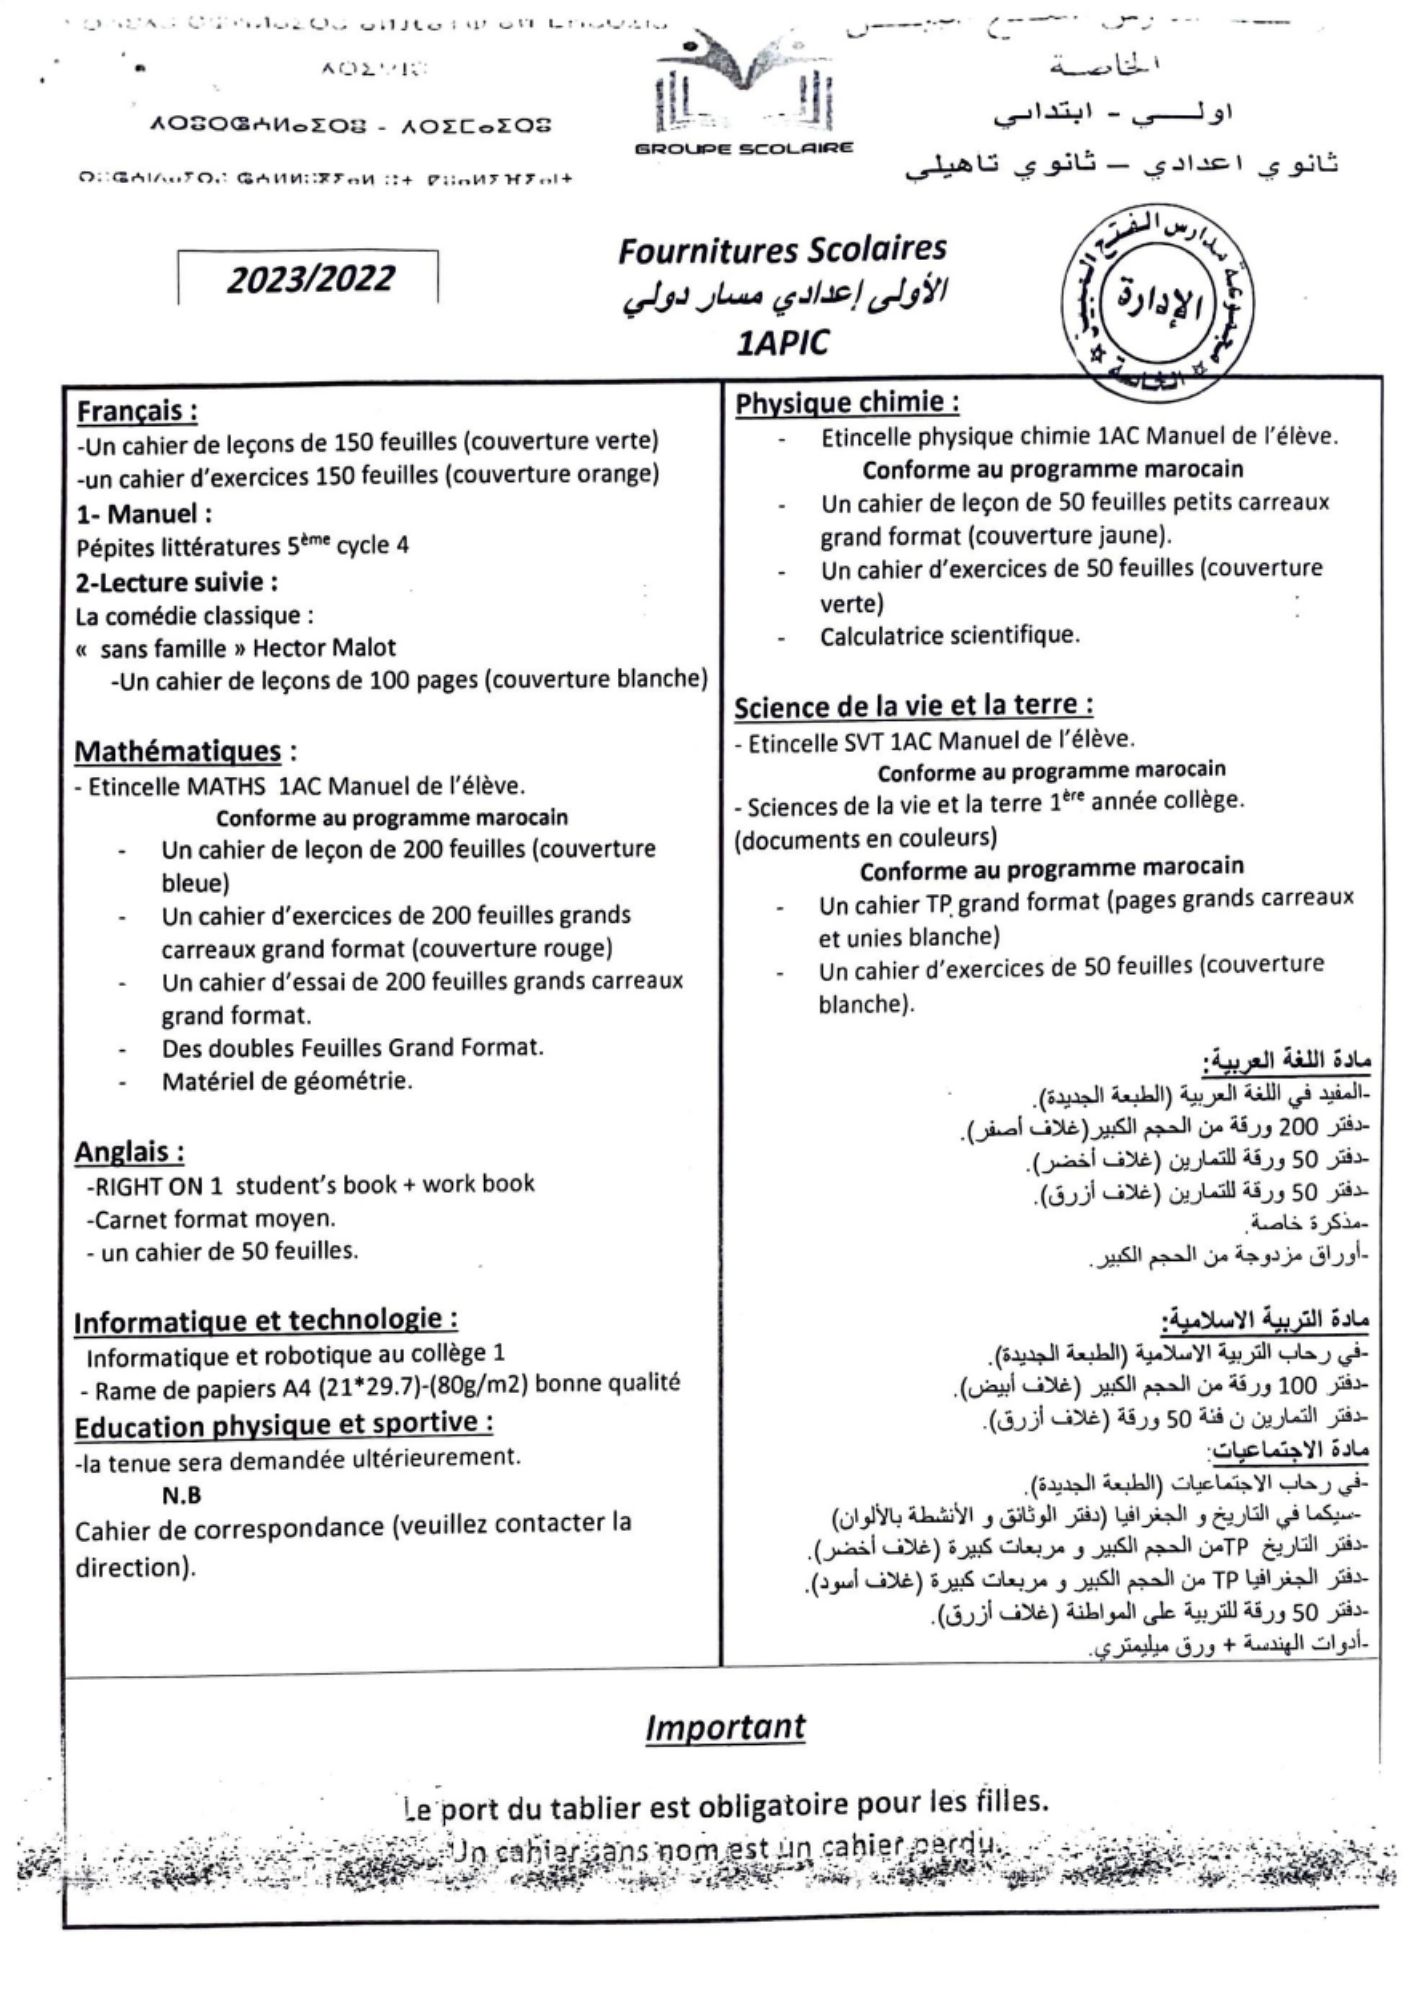 الخاصة
اولي - ابتدائي
ثانوي اعدادي – ثانوي تاهيلي
ⴷⵔⵉⵎⴰⵉⵔⵓ
GROUPE SCOLAIRE
2023/2022
Fournitures Scolaires
الأولى إعدادي مسار دولي
1APIC
مجموعة مدارس الفتح المبين
الخاصة
الإدارة
Français :
-Un cahier de leçons de 150 feuilles (couverture verte)
-un cahier d'exercices 150 feuilles (couverture orange)
1- Manuel :
Pépites littératures 5ème cycle 4
2-Lecture suivie :
La comédie classique :
« sans famille » Hector Malot
-Un cahier de leçons de 100 pages (couverture blanche)
Mathématiques :
- Etincelle MATHS 1AC Manuel de l'élève.
Conforme au programme marocain
- Un cahier de leçon de 200 feuilles (couverture
bleue)
- Un cahier d'exercices de 200 feuilles grands
carreaux grand format (couverture rouge)
- Un cahier d'essai de 200 feuilles grands carreaux
grand format.
- Des doubles Feuilles Grand Format.
- Matériel de géométrie.
Anglais :
-RIGHT ON 1 student's book + work book
-Carnet format moyen.
- un cahier de 50 feuilles.
Informatique et technologie :
Informatique et robotique au collège 1
- Rame de papiers A4 (21*29.7)-(80g/m2) bonne qualité
Education physique et sportive :
-la tenue sera demandée ultérieurement.
N.B
Cahier de correspondance (veuillez contacter la
direction).
Physique chimie :
- Etincelle physique chimie 1AC Manuel de l'élève.
Conforme au programme marocain
- Un cahier de leçon de 50 feuilles petits carreaux
grand format (couverture jaune).
- Un cahier d'exercices de 50 feuilles (couverture
verte)
- Calculatrice scientifique.
Science de la vie et la terre :
- Etincelle SVT 1AC Manuel de l'élève.
Conforme au programme marocain
- Sciences de la vie et la terre 1ère année collège.
(documents en couleurs)
Conforme au programme marocain
- Un cahier TP grand format (pages grands carreaux
et unies blanche)
- Un cahier d'exercices de 50 feuilles (couverture
blanche).
مادة اللغة العربية:
-المفيد في اللغة العربية (الطبعة الجديدة).
-دفتر 200 ورقة من الحجم الكبير(غلاف أصفر).
-دفتر 50 ورقة للتمارين (غلاف أخضر).
-دفتر 50 ورقة للتمارين (غلاف أزرق).
-مذكرة خاصة.
-أوراق مزدوجة من الحجم الكبير.
مادة التربية الاسلامية:
-في رحاب التربية الاسلامية (الطبعة الجديدة).
-دفتر 100 ورقة من الحجم الكبير (غلاف أبيض).
-دفتر التمارين ن فئة 50 ورقة (غلاف أزرق).
مادة الاجتماعيات:
-في رحاب الاجتماعيات (الطبعة الجديدة).
-سيكما في التاريخ و الجغرافيا (دفتر الوثائق و الأنشطة بالألوان)
-دفتر التاريخ TPمن الحجم الكبير و مربعات كبيرة (غلاف أخضر).
-دفتر الجغرافيا TP من الحجم الكبير و مربعات كبيرة (غلاف أسود).
-دفتر 50 ورقة للتربية على المواطنة (غلاف أزرق).
-أدوات الهندسة + ورق ميليمتري.
Important
Le port du tablier est obligatoire pour les filles.
Un cahier sans nom est un cahier perdu.